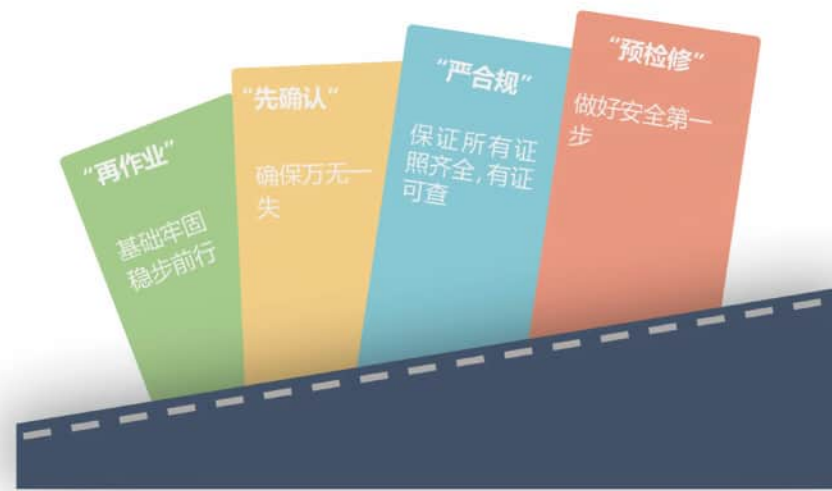 “再作业”
基础牢固
稳步前行
“先确认”
确保万无一
失
“严合规”
保证所有证
照齐全,有证
可查
“预检修”
做好安全第一
步